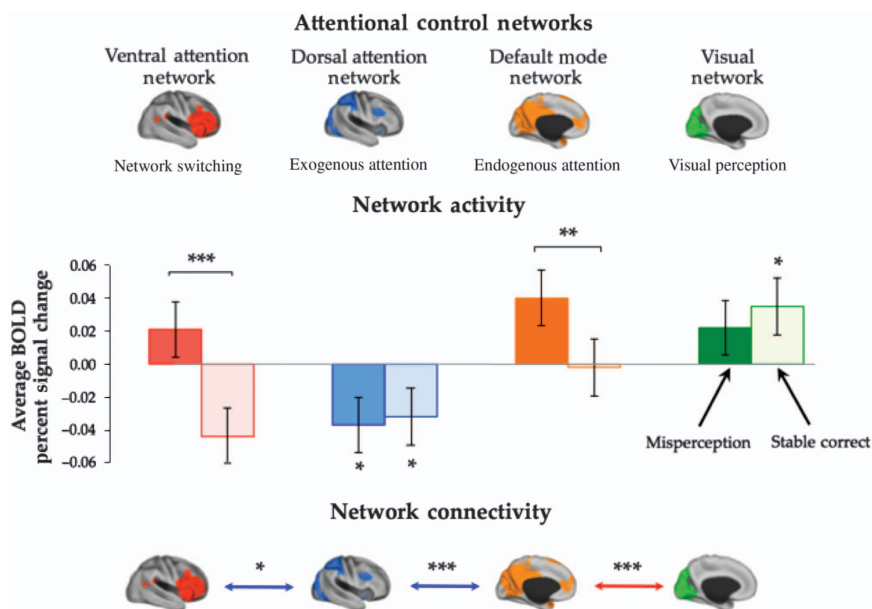 Attentional control networks
Ventral attention
network
Dorsal attention
network
Default mode
network
Visual
network
Network switching
Exogenous attention
Endogenous attention
Visual perception
Network activity
Average BOLD
percent signal change
0.06
0.04
0.02
0.00
−0.02
−0.04
−0.06
***
**
*
*
*
Misperception
Stable correct
Network connectivity
*
***
***